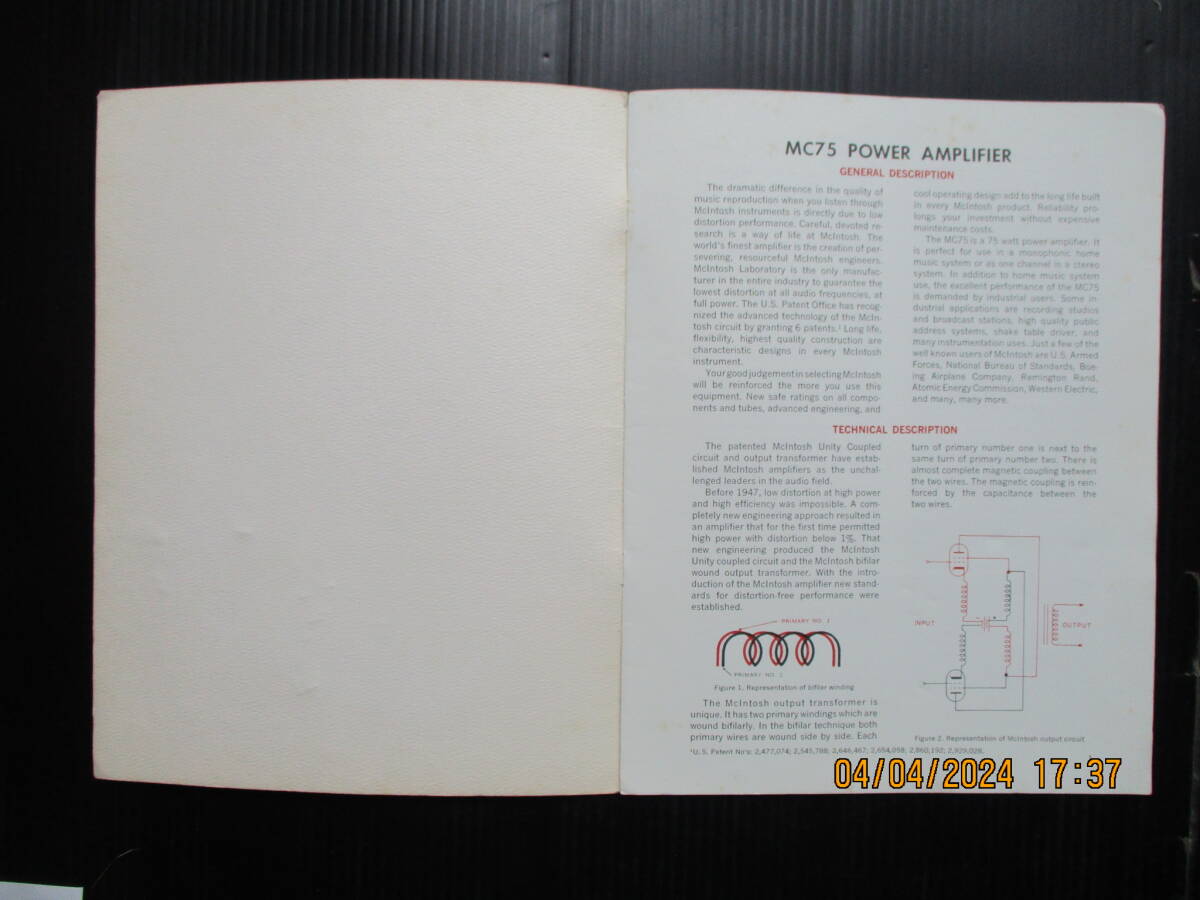 MC75 POWER AMPLIFIER
GENERAL DESCRIPTION
The dramatic difference in the quality of
music reproduction when you listen through
McIntosh instruments is directly due to low
distortion performance. Careful, devoted re-
search is a way of life at McIntosh. The
world's finest amplifier is the creation of per-
severing, resourceful McIntosh engineers.
McIntosh Laboratory is the only manufac-
turer in the entire industry to guarantee the
lowest distortion at all audio frequencies, at
full power. The U.S. Patent Office has recog-
nized the advanced technology of the McIn-
tosh circuit by granting 6 patents.¹ Long life,
flexibility, highest quality construction are
characteristic designs in every McIntosh
instrument.
Your good judgement in selecting McIntosh
will be reinforced the more you use this
equipment. New safe ratings on all compo-
nents and tubes, advanced engineering, and
cool operating design add to the long life built
in every McIntosh product. Reliability pro-
longs your investment without expensive
maintenance costs.
The MC75 is a 75 watt power amplifier. It
is perfect for use in a monophonic home
music system or as one channel in a stereo
system. In addition to home music system
use, the excellent performance of the MC75
is demanded by industrial users. Some in-
dustrial applications are recording studios
and broadcast stations, high quality public
address systems, shake table driver, and
many instrumentation uses. Just a few of the
well known users of McIntosh are U.S. Armed
Forces, National Bureau of Standards, Boe-
ing Airplane Company, Remington Rand,
Atomic Energy Commission, Western Electric,
and many, many more.
TECHNICAL DESCRIPTION
The patented McIntosh Unity Coupled
circuit and output transformer have estab-
lished McIntosh amplifiers as the unchal-
lenged leaders in the audio field.
Before 1947, low distortion at high power
and high efficiency was impossible. A com-
pletely new engineering approach resulted in
an amplifier that for the first time permitted
high power with distortion below 1%. That
new engineering produced the McIntosh
Unity coupled circuit and the McIntosh bifilar
wound output transformer. With the intro-
duction of the McIntosh amplifier new stand-
ards for distortion-free performance were
established.
PRIMARY NO. 2
PRIMARY NO. 1
Figure 1. Representation of bifiler winding
The McIntosh output transformer is
unique. It has two primary windings which are
wound bifilarly. In the bifilar technique both
primary wires are wound side by side. Each
turn of primary number one is next to the
same turn of primary number two. There is
almost complete magnetic coupling between
the two wires. The magnetic coupling is rein-
forced by the capacitance between the
two wires.
INPUT
OUTPUT
Figure 2. Representation of McIntosh output circuit
¹U. S. Patent No's: 2,477,074; 2,545,788; 2,646,467; 2,654,058; 2,860,192; 2,929,028.
04/04/2024 17:37